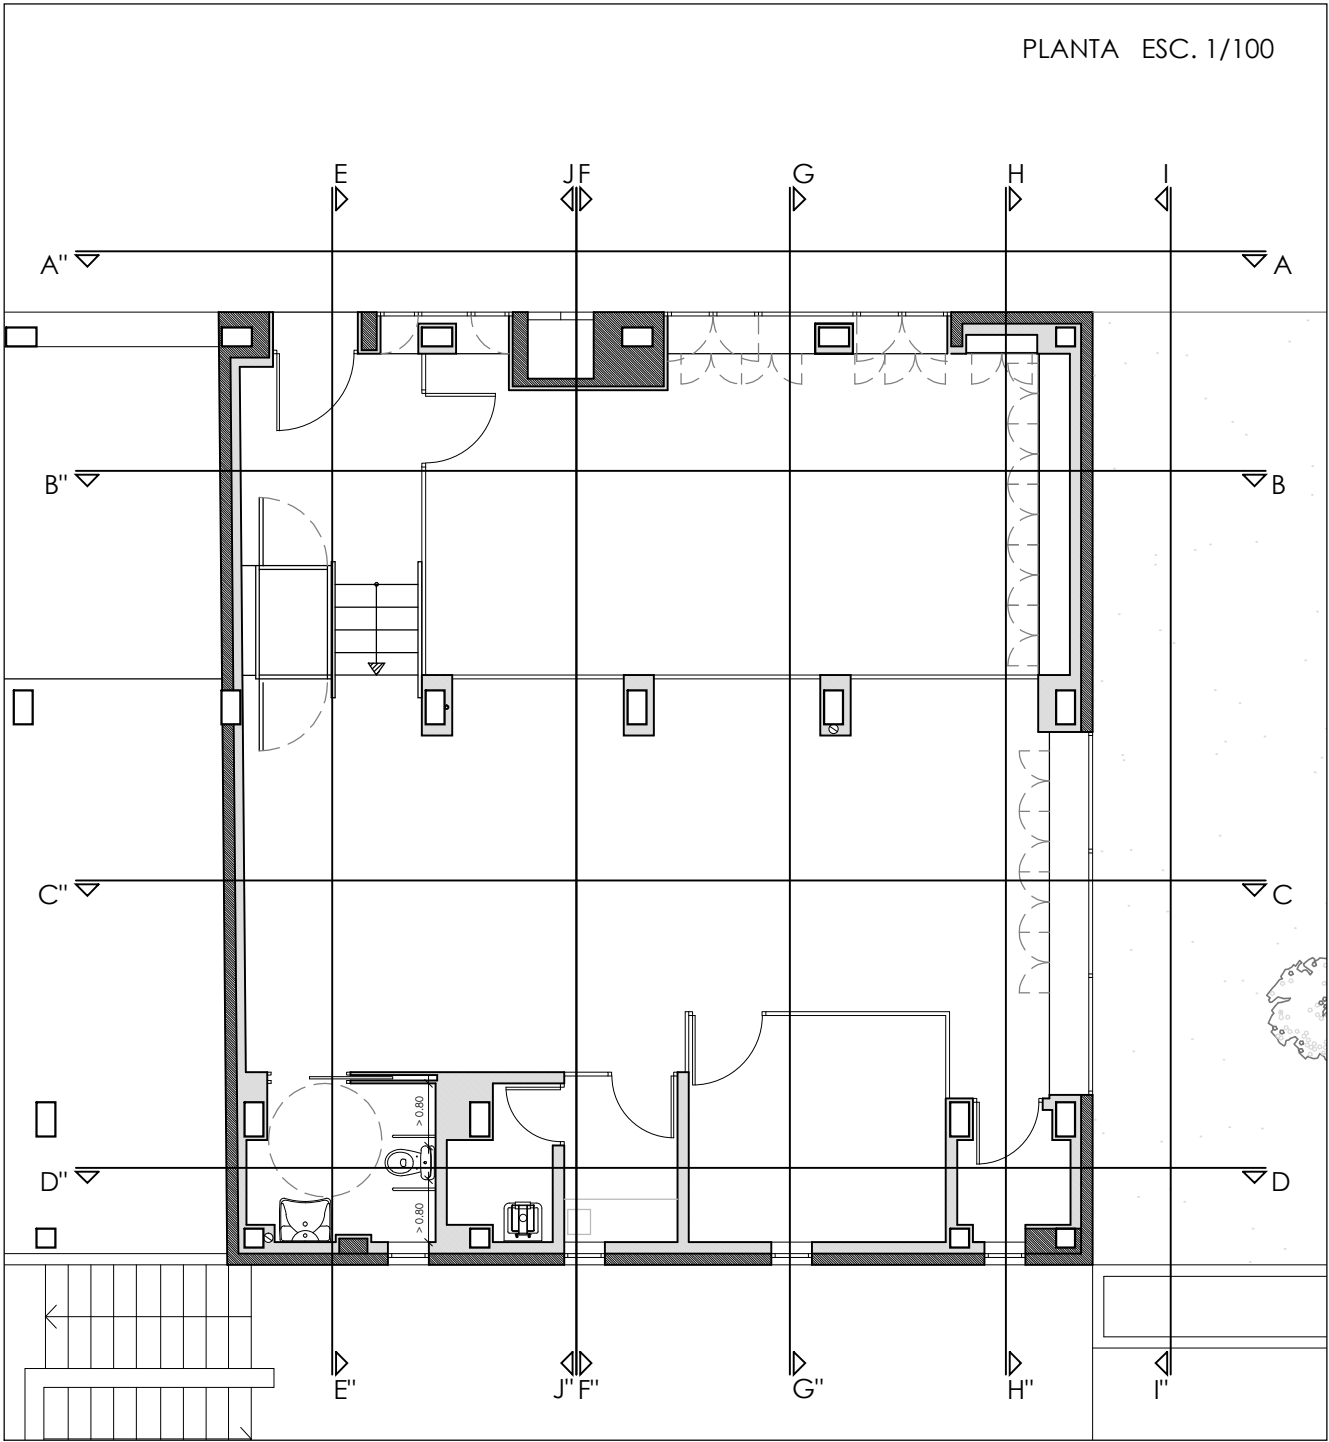 PLANTA ESC. 1/100
E J F G H I
A" A
B" B
C" C
> 0.80
D" D
> 0.80
E" J" F" G" H" I"